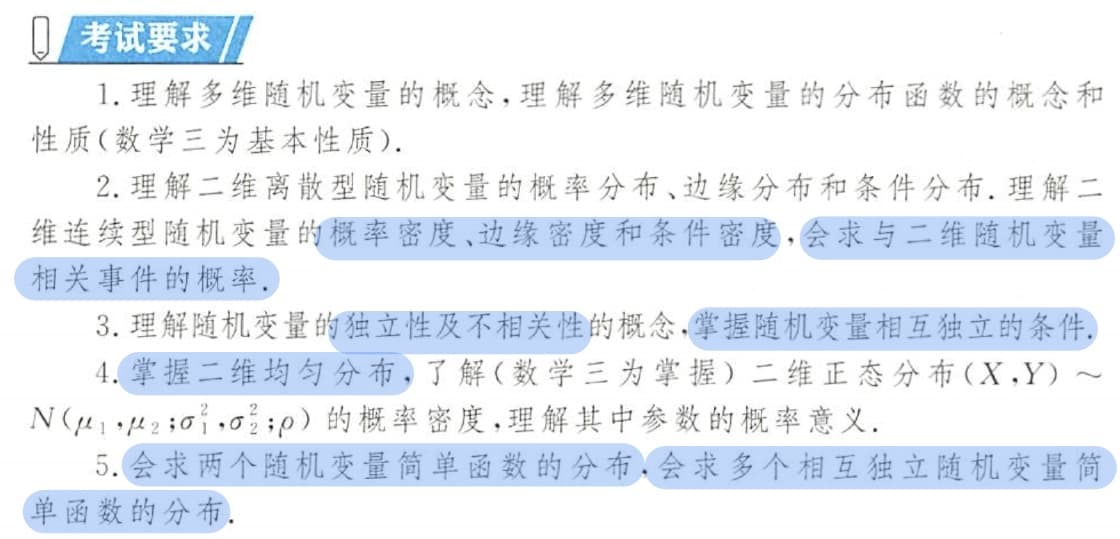 考试要求
1. 理解多维随机变量的概念,理解多维随机变量的分布函数的概念和
性质(数学三为基本性质).
2. 理解二维离散型随机变量的概率分布、边缘分布和条件分布. 理解二
维连续型随机变量的概率密度、边缘密度和条件密度,会求与二维随机变量
相关事件的概率.
3. 理解随机变量的独立性及不相关性的概念,掌握随机变量相互独立的条件.
4. 掌握二维均匀分布,了解(数学三为掌握)二维正态分布(X,Y) ~
N(μ₁,μ₂;σ₁²,σ₂²;ρ) 的概率密度,理解其中参数的概率意义.
5. 会求两个随机变量简单函数的分布,会求多个相互独立随机变量简
单函数的分布.